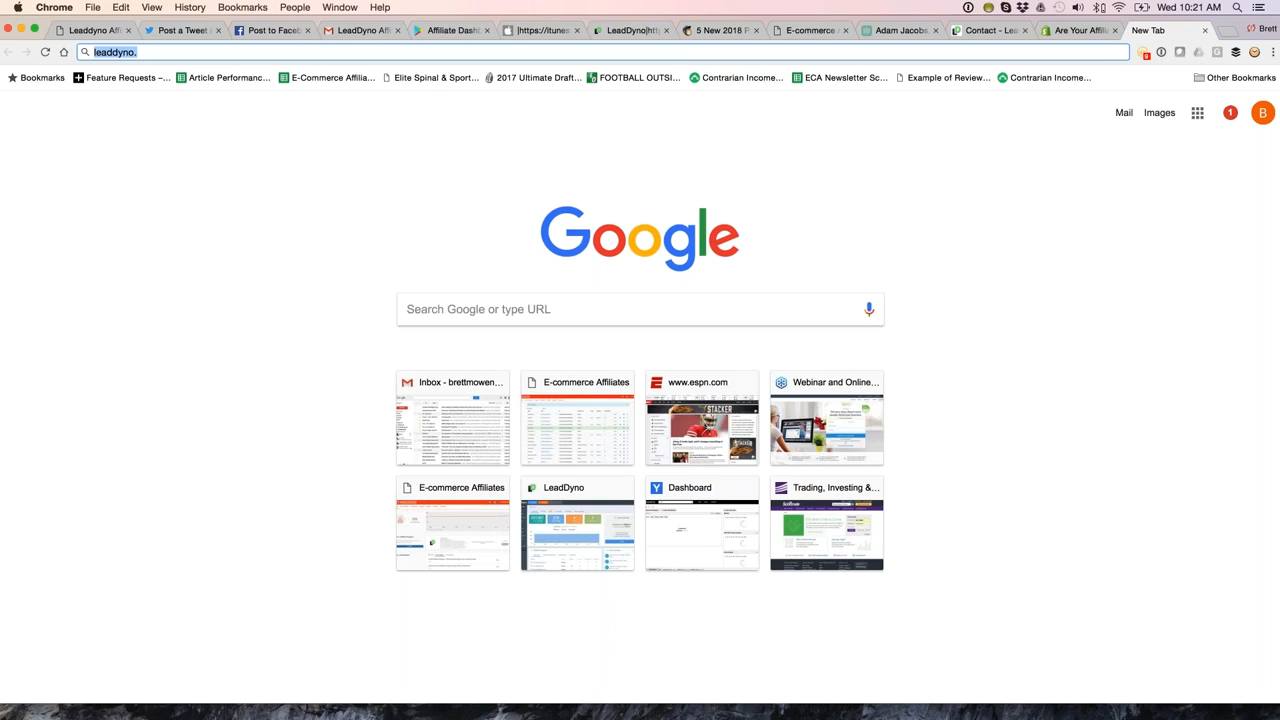 Chrome File Edit View History Bookmarks People Window Help Wed 10:21 AM
Leaddyno Affi Post a Tweet Post to Faceb LeadDyno Affi Affiliate Dash |https://itunes LeadDyno|htt 5 New 2018 F E-commerce A Adam Jacobs. Contact - Lea Are Your Affili New Tab Brett
leaddyno.
Bookmarks Feature Requests –... Article Performanc... E-Commerce Affilia... Elite Spinal & Sport... 2017 Ultimate Draft... FOOTBALL OUTSI... Contrarian Income... ECA Newsletter Sc... Example of Review... Contrarian Income... Other Bookmarks
Mail Images 1 B
Google
Search Google or type URL
Inbox - brettmowen... E-commerce Affiliates www.espn.com Webinar and Online...
STACKED
E-commerce Affiliates LeadDyno Dashboard Trading, Investing &...